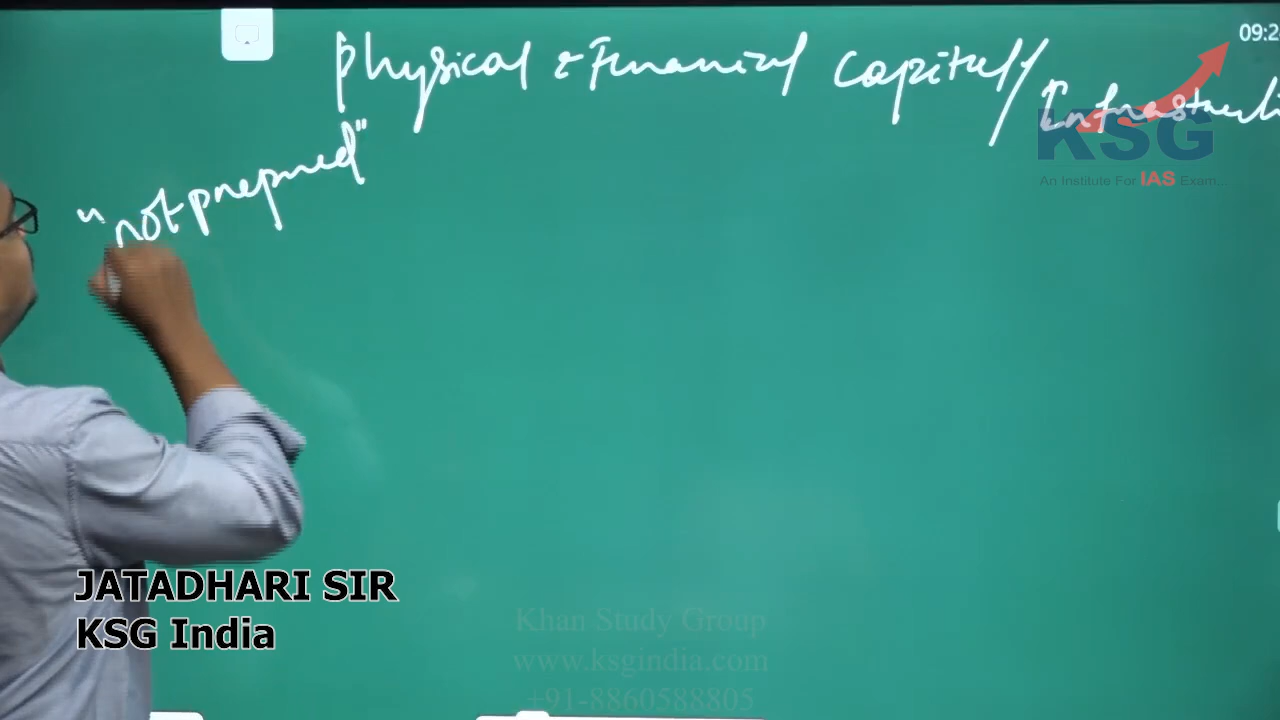 09:2
Physical & Financial Capital/
Infrastructi
"not prepared"
KSG
An Institute For IAS Exam....
JATADHARI SIR
KSG India
Khan Study Group
www.ksgindia.com
+91-8860588805